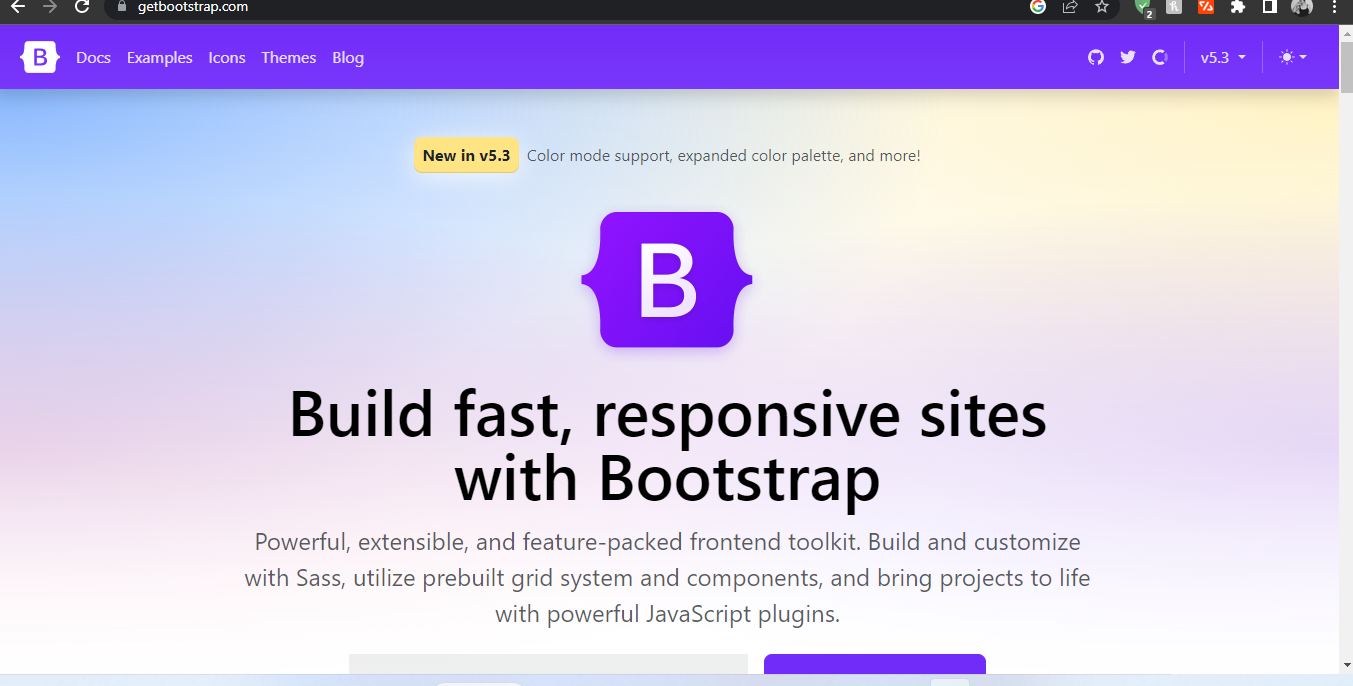 getbootstrap.com
2
B Docs Examples Icons Themes Blog v5.3
New in v5.3 Color mode support, expanded color palette, and more!
B
Build fast, responsive sites
with Bootstrap
Powerful, extensible, and feature-packed frontend toolkit. Build and customize
with Sass, utilize prebuilt grid system and components, and bring projects to life
with powerful JavaScript plugins.